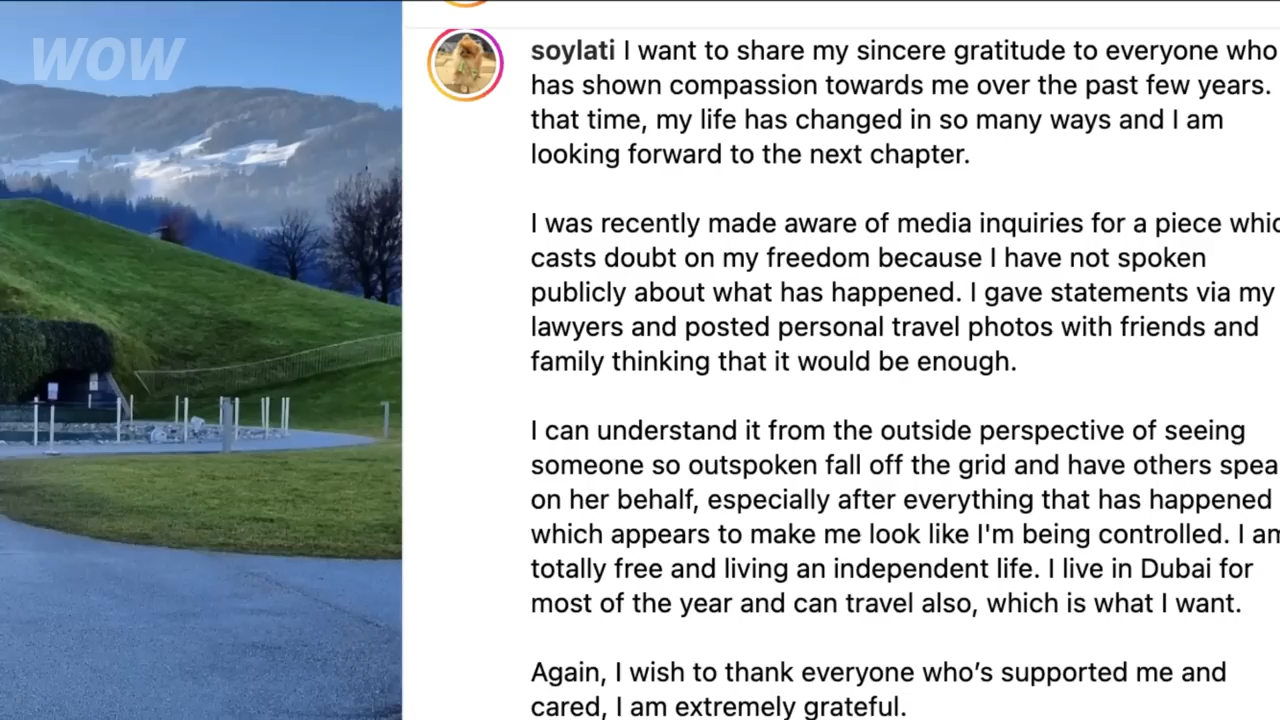 WOW
soylati I want to share my sincere gratitude to everyone who
has shown compassion towards me over the past few years.
that time, my life has changed in so many ways and I am
looking forward to the next chapter.
I was recently made aware of media inquiries for a piece
casts doubt on my freedom because I have not spoken
publicly about what has happened. I gave statements via my
lawyers and posted personal travel photos with friends and
family thinking that it would be enough.
I can understand it from the outside perspective of seeing
someone so outspoken fall off the grid and have others
on her behalf, especially after everything that has happened
which appears to make me look like I'm being controlled. I
totally free and living an independent life. I live in Dubai for
most of the year and can travel also, which is what I want.
Again, I wish to thank everyone who’s supported me and
cared, I am extremely grateful.